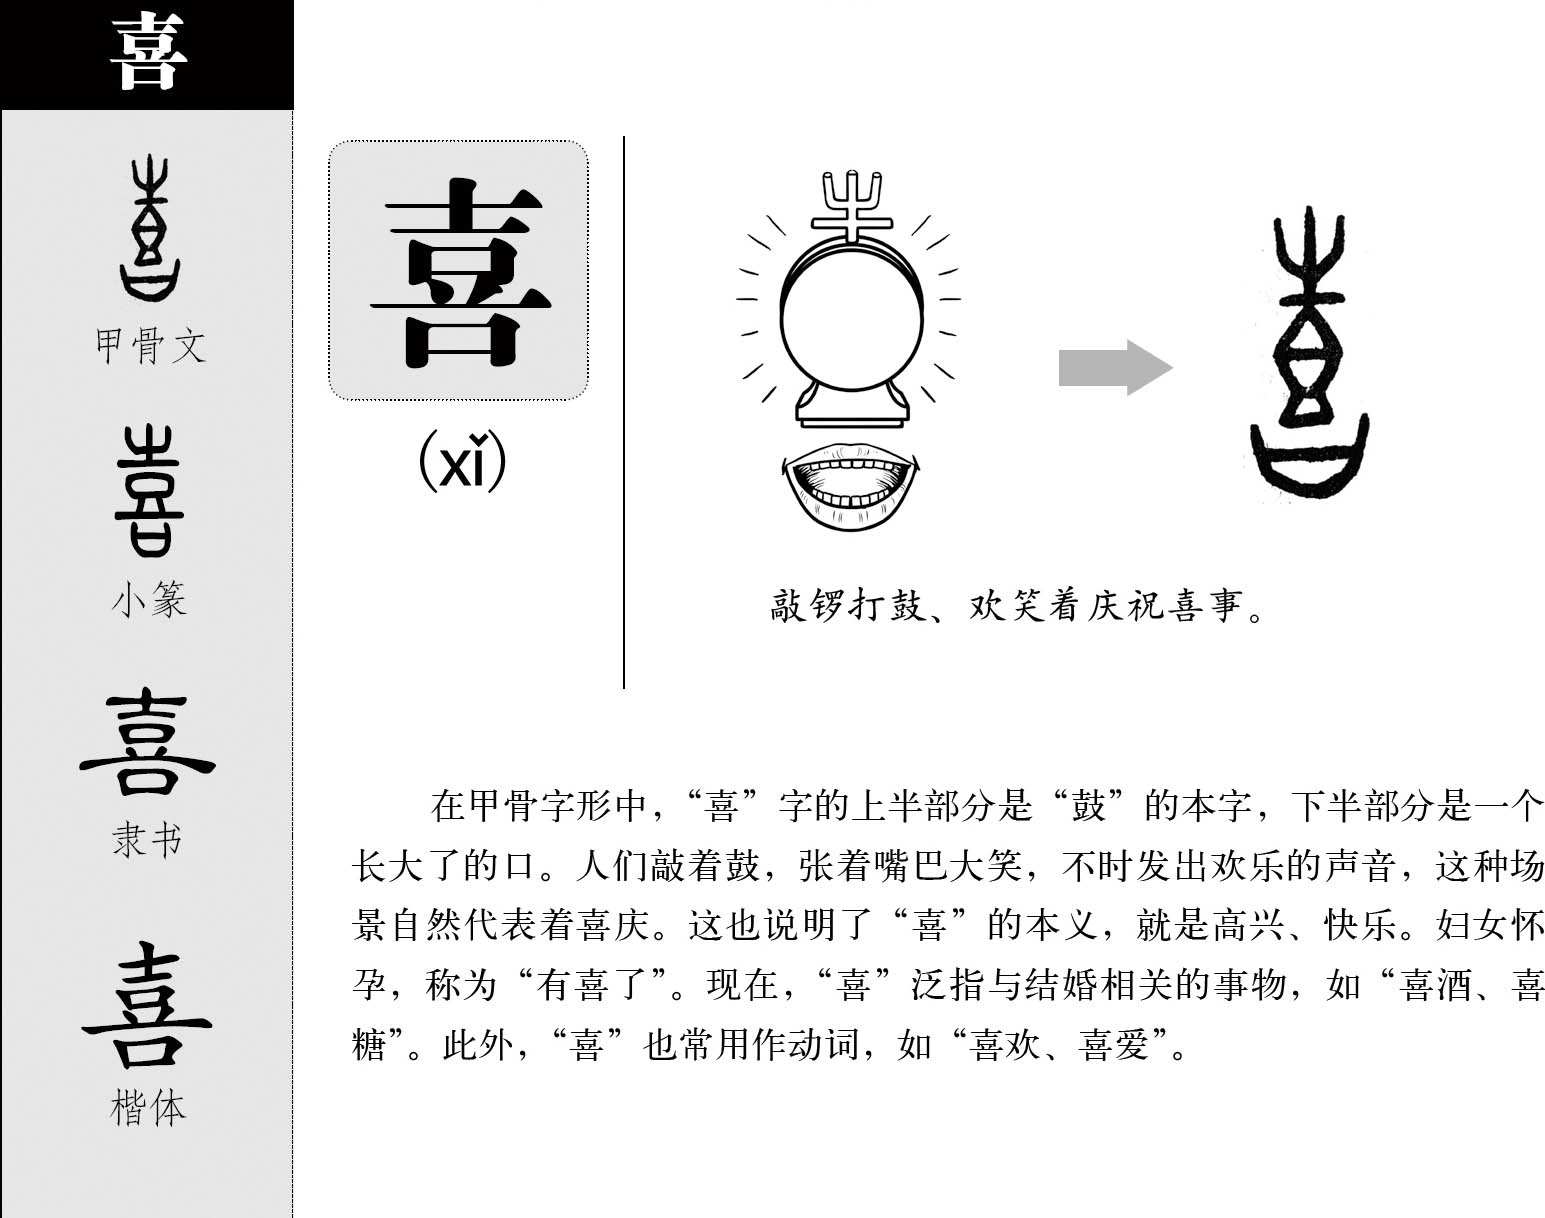 喜
喜
甲骨文
喜
小篆
喜
隶书
喜
楷体
喜
（xǐ）
喜
敲锣打鼓、欢笑着庆祝喜事。
在甲骨字形中，“喜”字的上半部分是“鼓”的本字，下半部分是一个
长大了的口。人们敲着鼓，张着嘴巴大笑，不时发出欢乐的声音，这种场
景自然代表着喜庆。这也说明了“喜”的本义，就是高兴、快乐。妇女怀
孕，称为“有喜了”。现在，“喜”泛指与结婚相关的事物，如“喜酒、喜
糖”。此外，“喜”也常用作动词，如“喜欢、喜爱”。